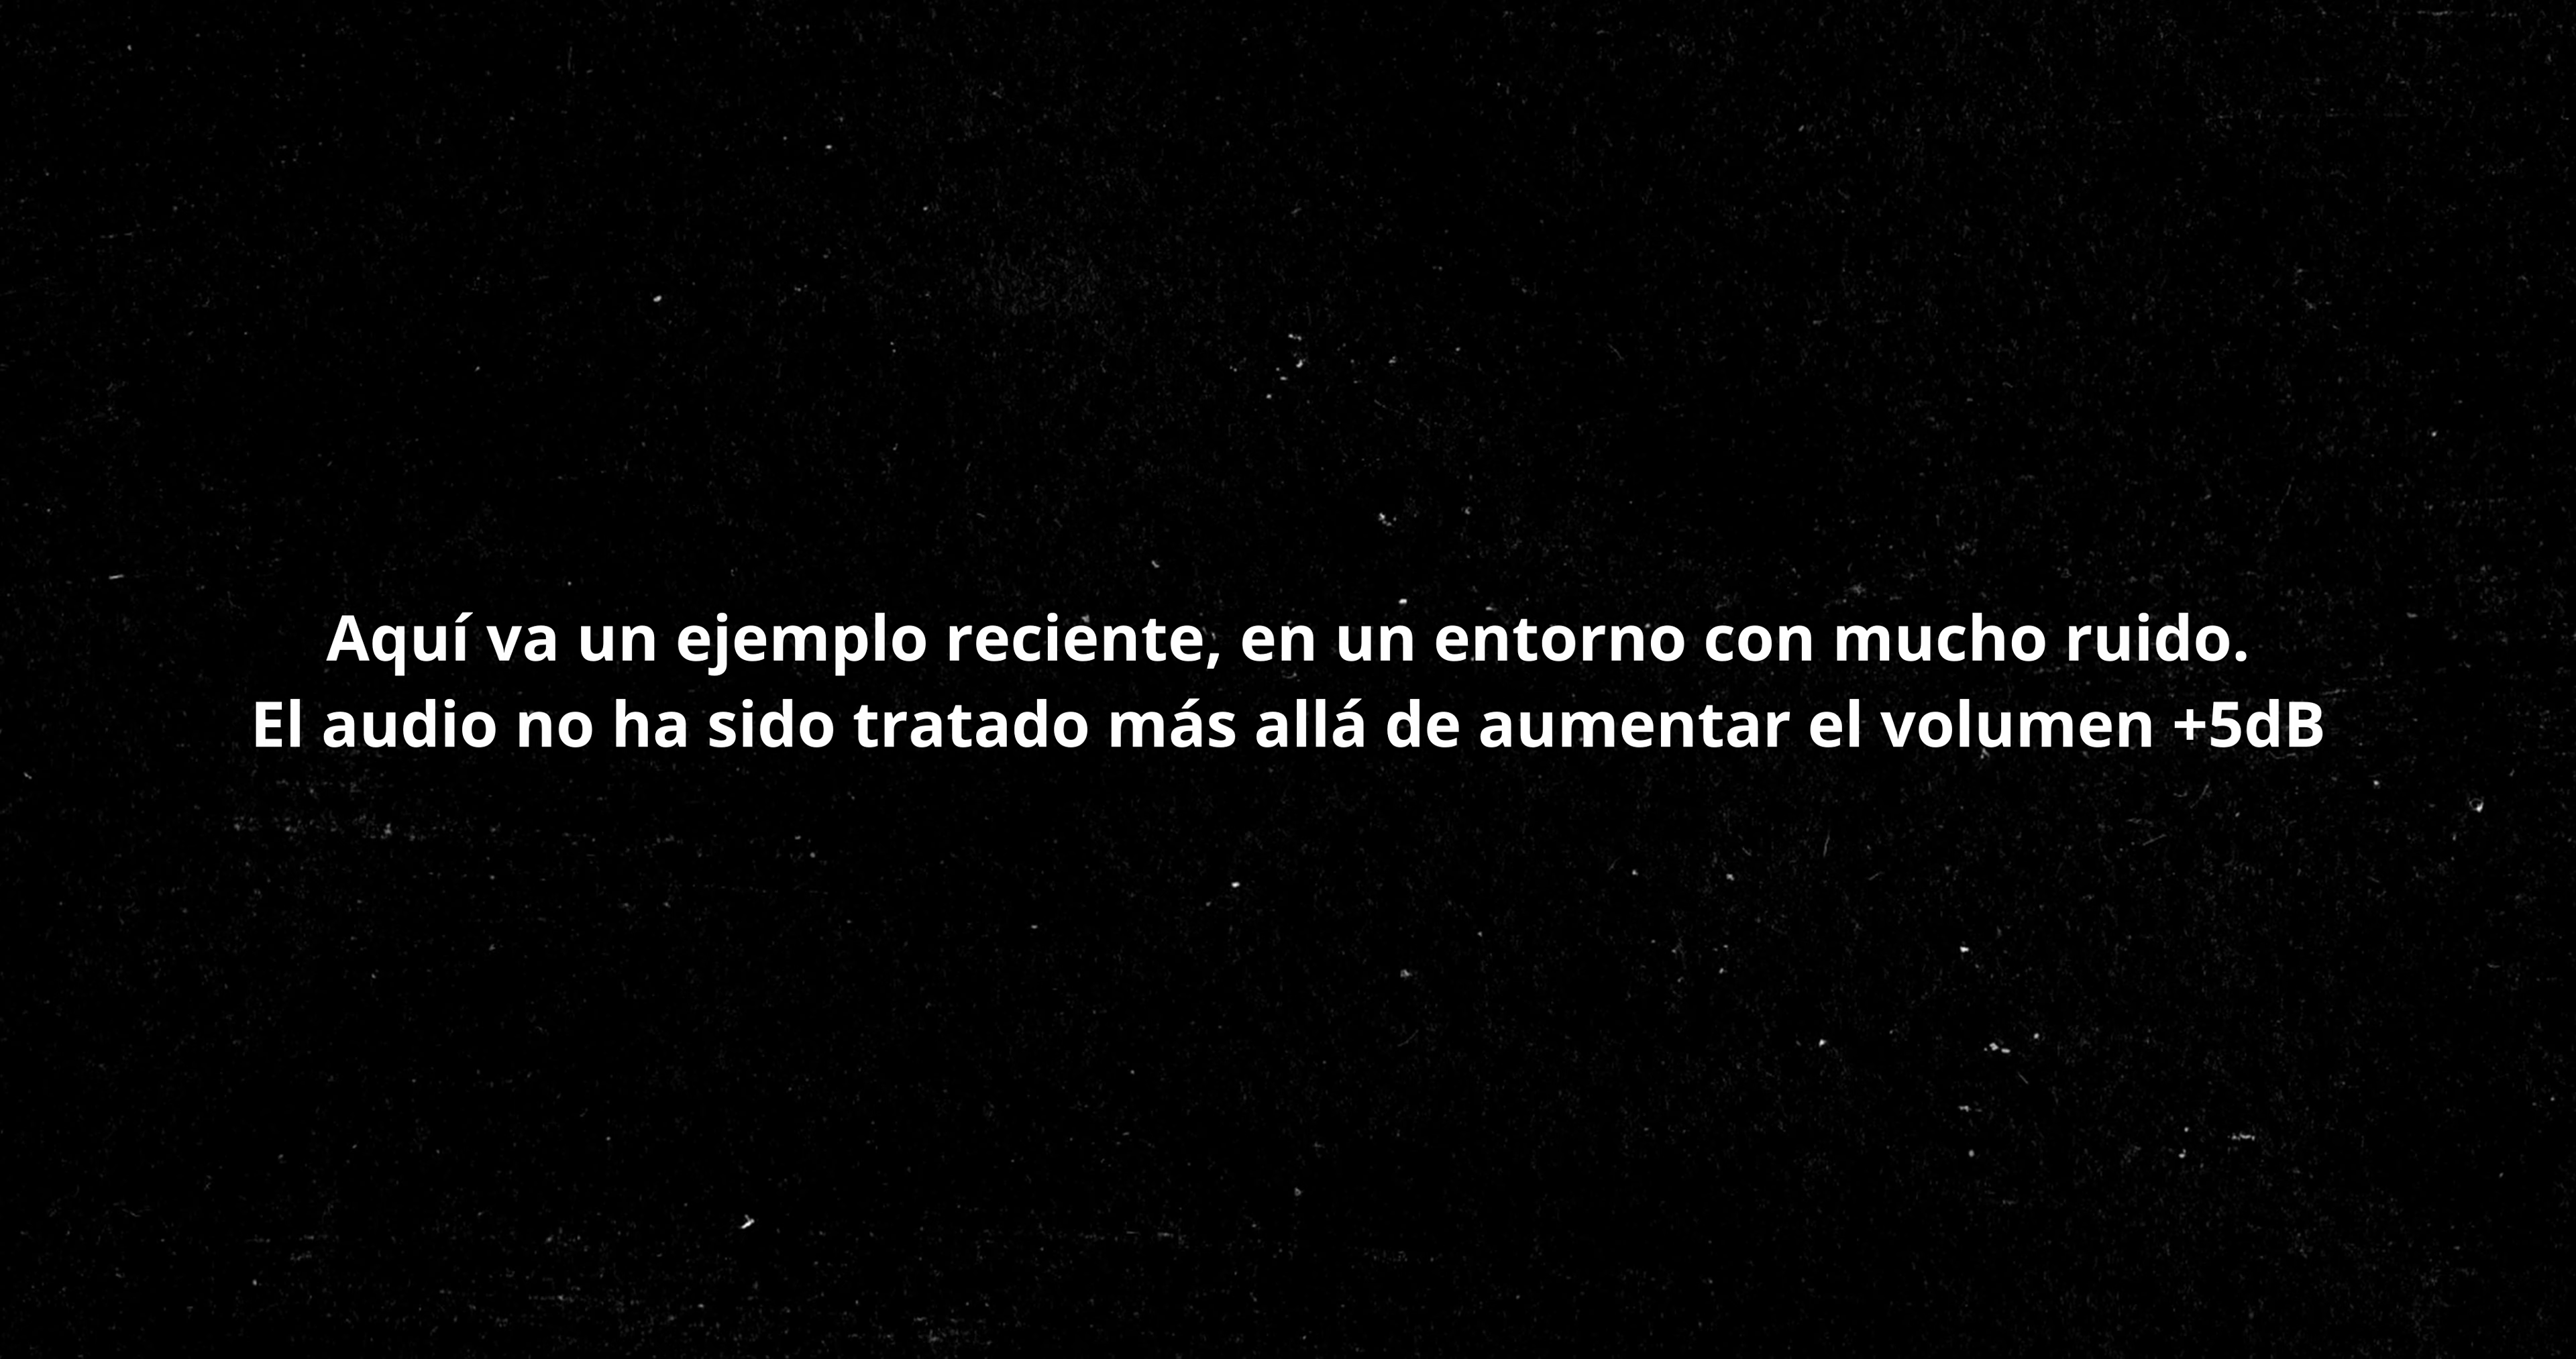 Aquí va un ejemplo reciente, en un entorno con mucho ruido.
El audio no ha sido tratado más allá de aumentar el volumen +5dB